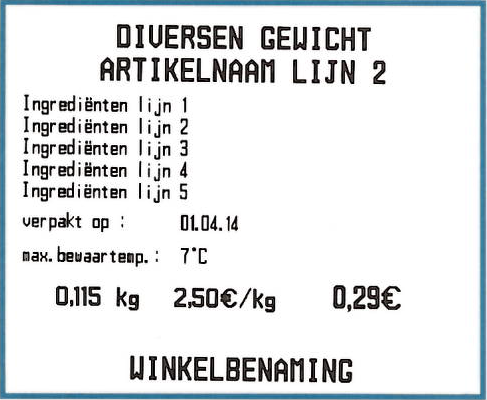 DIVERSEN GEWICHT
ARTIKELNAAM LIJN 2
Ingrediënten lijn 1
Ingrediënten lijn 2
Ingrediënten lijn 3
Ingrediënten lijn 4
Ingrediënten lijn 5
verpakt op : 01.04.14
max.bewaartemp.: 7°C
0,115 kg 2,50€/kg 0,29€
WINKELBENAMING